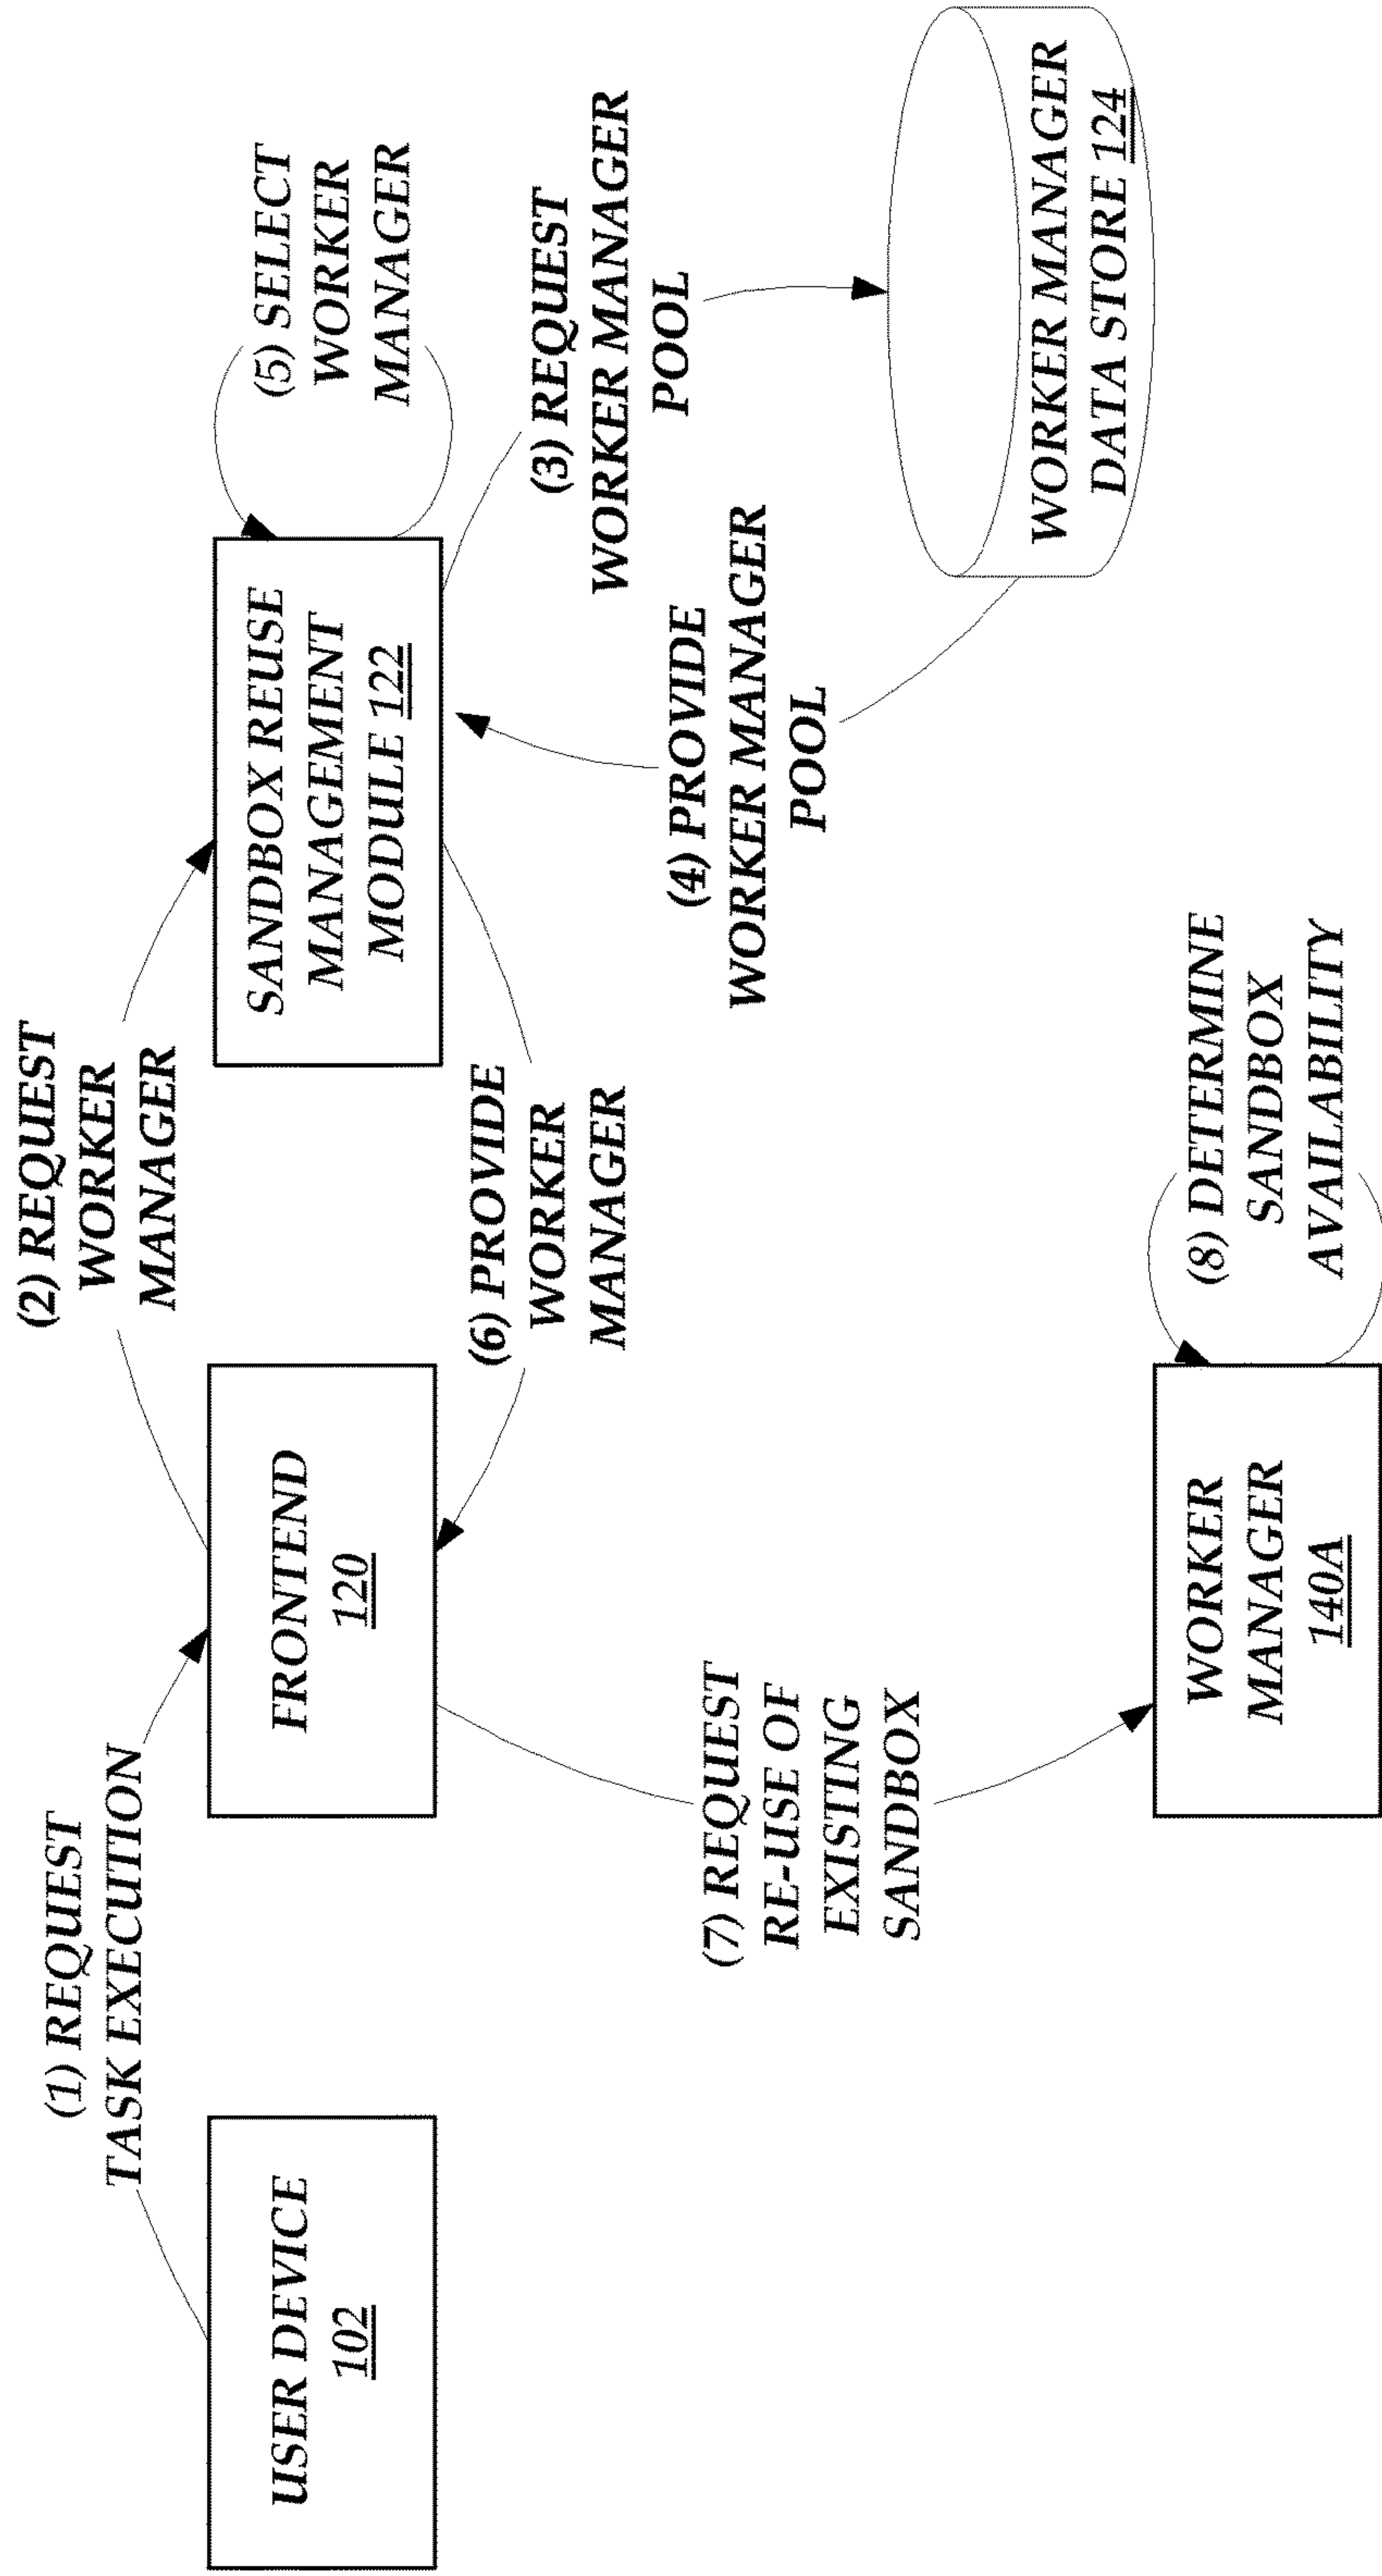 (1) REQUEST
TASK EXECUTION
(2) REQUEST
WORKER
MANAGER
(5) SELECT
WORKER
MANAGER
USER DEVICE
102
FRONTEND
120
SANDBOX REUSE
MANAGEMENT
MODULE 122
(6) PROVIDE
WORKER
MANAGER
(3) REQUEST
WORKER MANAGER
POOL
(4) PROVIDE
WORKER MANAGER
POOL
(7) REQUEST
RE-USE OF
EXISTING
SANDBOX
WORKER MANAGER
DATA STORE 124
WORKER
MANAGER
140A
(8) DETERMINE
SANDBOX
AVAILABILITY